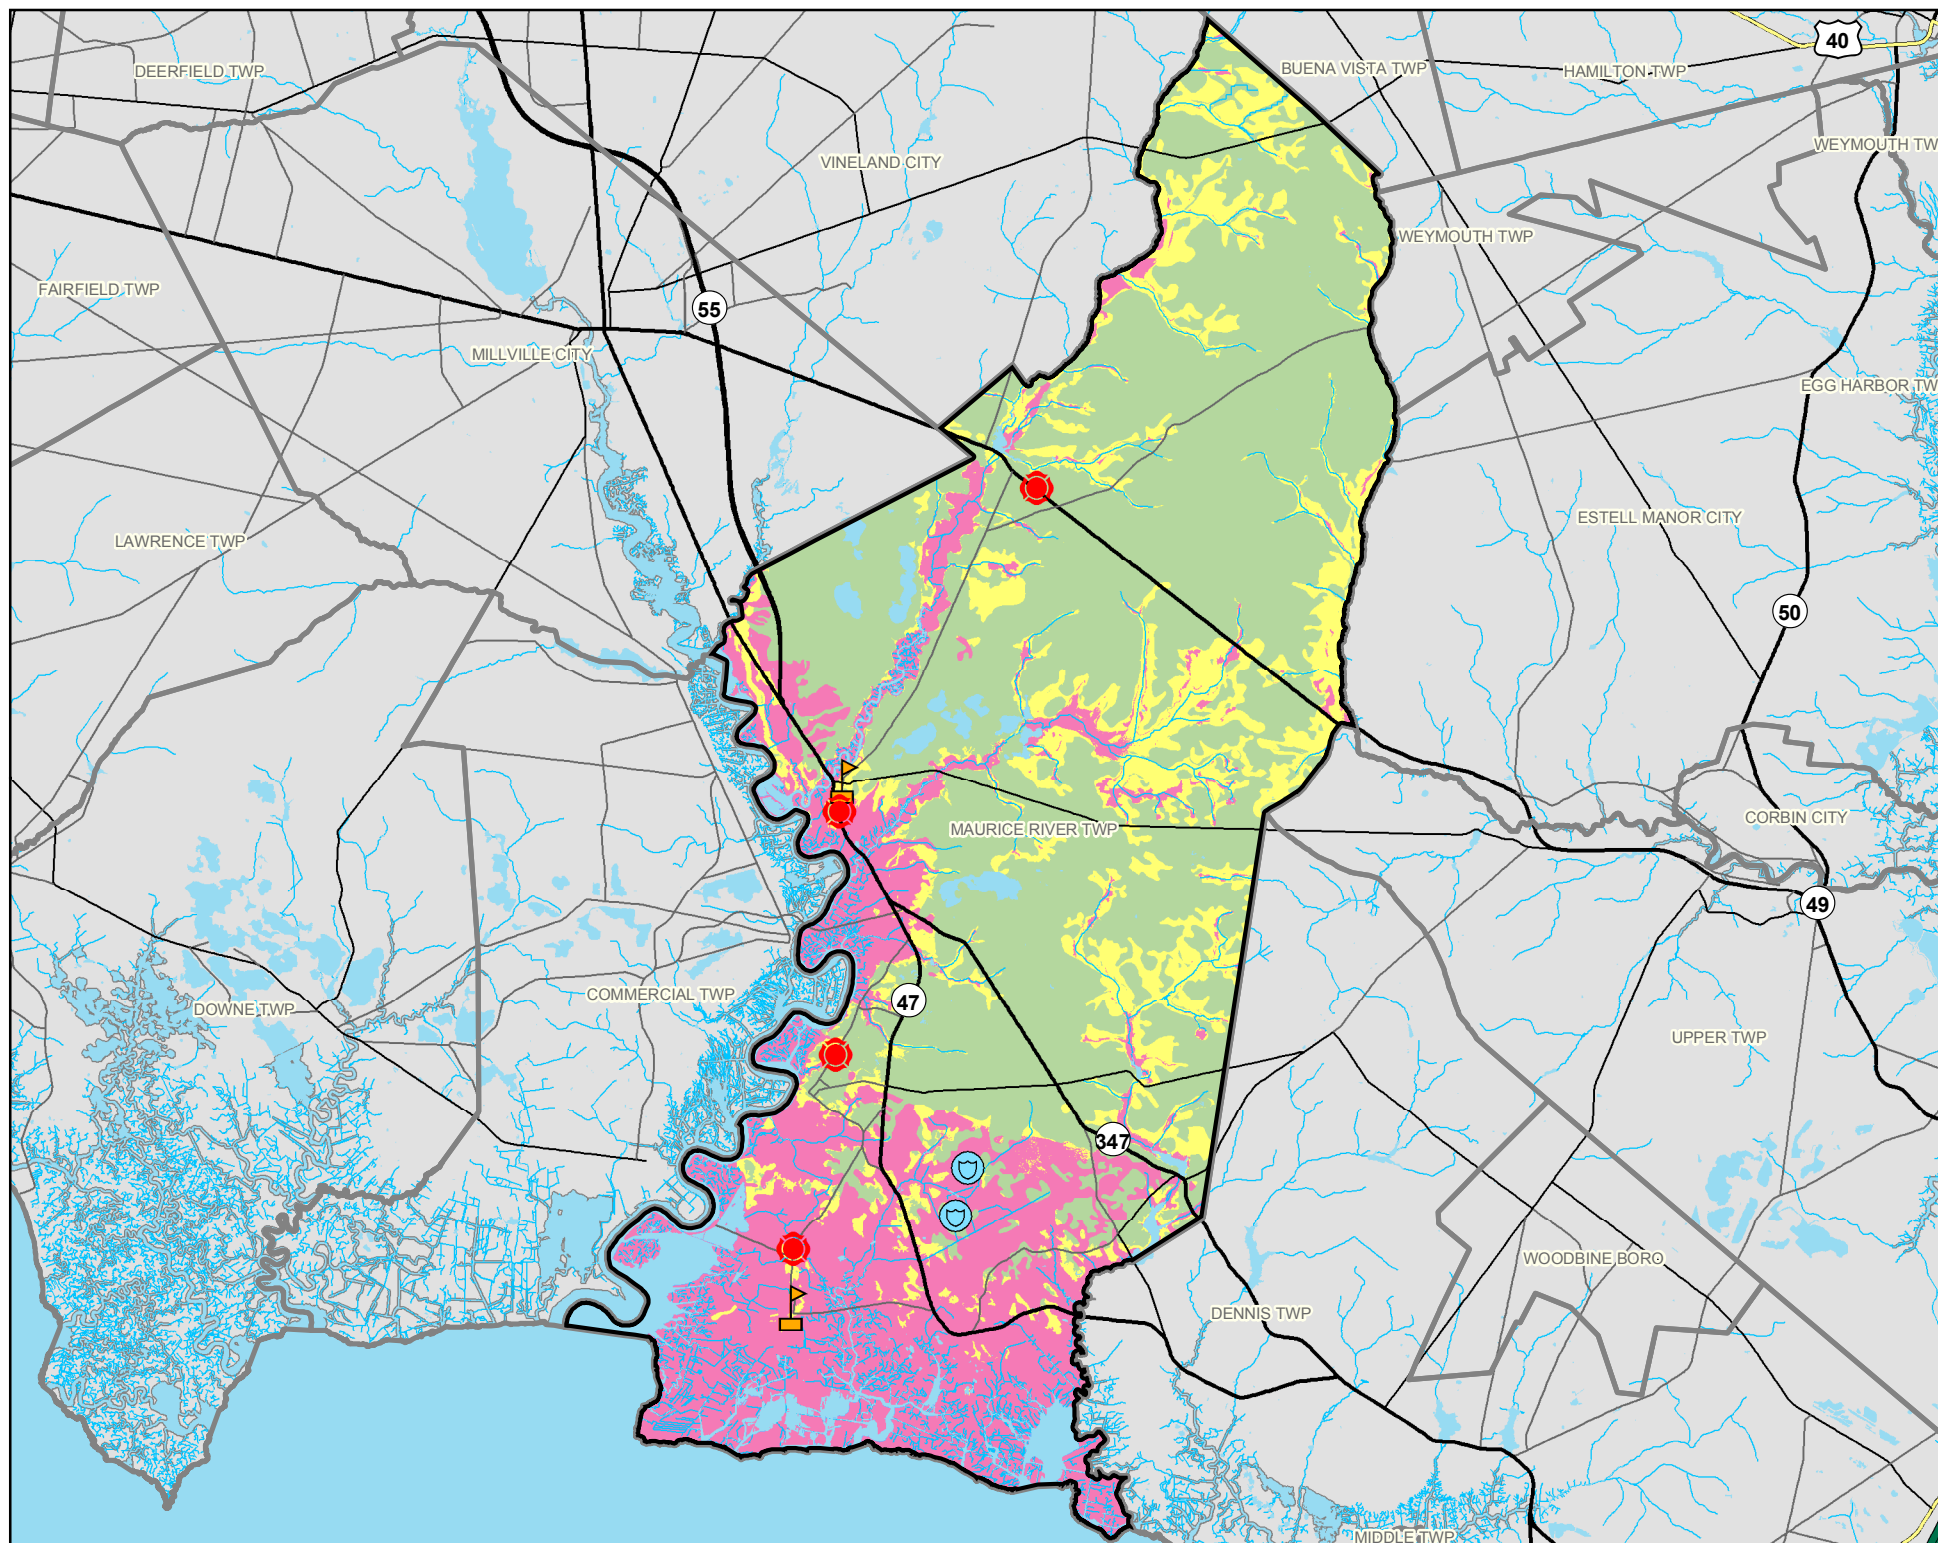 40
DEERFIELD TWP
BUENA VISTA TWP
HAMILTON TWP
WEYMOUTH TW
VINELAND CITY
WEYMOUTH TWP
FAIRFIELD TWP
55
MILLVILLE CITY
EGG HARBOR TW
ESTELL MANOR CITY
LAWRENCE TWP
50
CORBIN CITY
MAURICE RIVER TWP
49
COMMERCIAL TWP
47
DOWNE TWP
UPPER TWP
347
WOODBINE BORO
DENNIS TWP
MIDDLE TWP